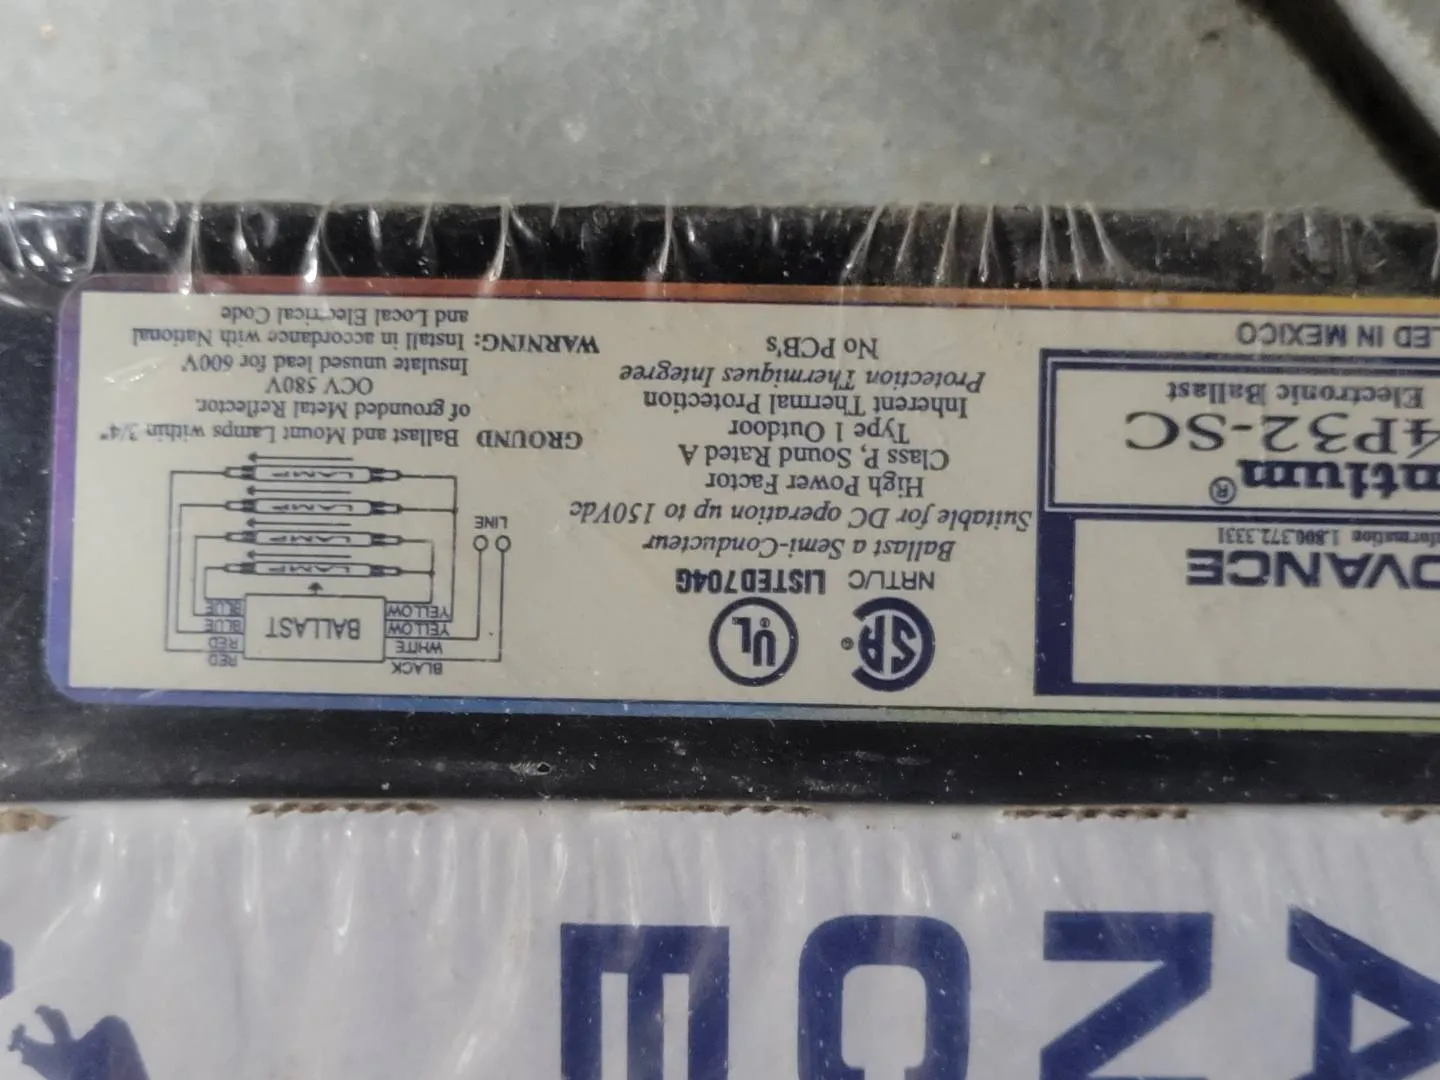 DVANCE
formation 1.800.372.3331
ntium®
4P32-SC
Electronic Ballast
LED IN MEXICO
SA®
UL®
NRTL/C LISTED 704G
Ballast a Semi-Conducteur
Suitable for DC operation up to 150Vdc
High Power Factor
Class P, Sound Rated A
Type 1 Outdoor
Inherent Thermal Protection
Protection Thermiques Integree
No PCB's
BLACK
WHITE
YELLOW
YELLOW
BALLAST
RED
RED
BLUE
BLUE
LINE
LAMP
LAMP
LAMP
LAMP
GROUND Ballast and Mount Lamps within 3/4"
of grounded Metal Reflector.
OCV 580V
Insulate unused lead for 600V
WARNING: Install in accordance with National
and Local Electrical Code
ANCE